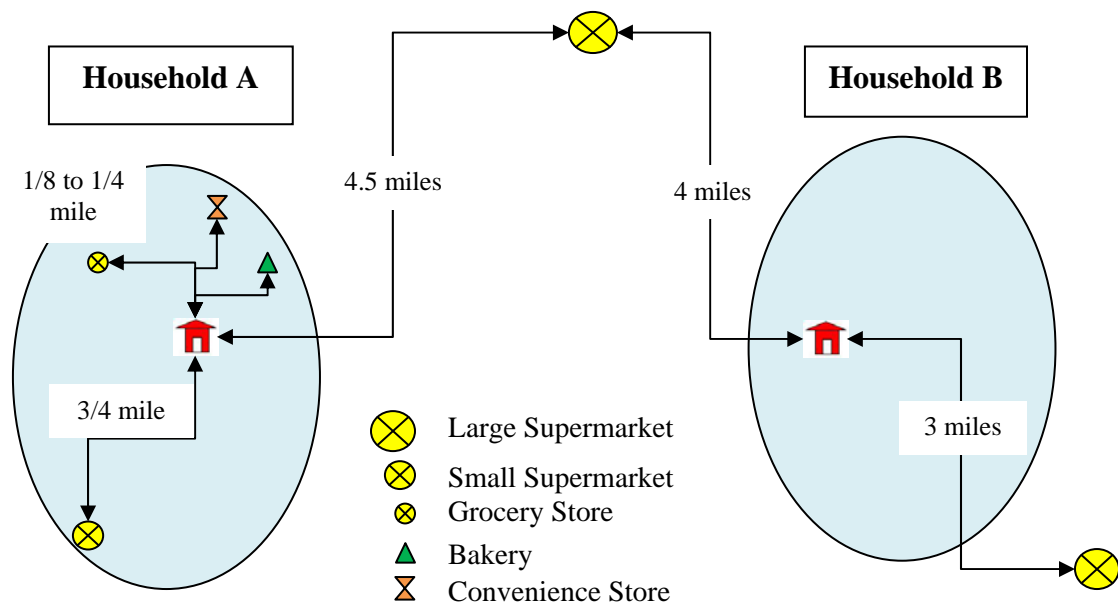 Household A
Household B
1/8 to 1/4
mile
4.5 miles
4 miles
3/4 mile
3 miles
Large Supermarket
Small Supermarket
Grocery Store
Bakery
Convenience Store